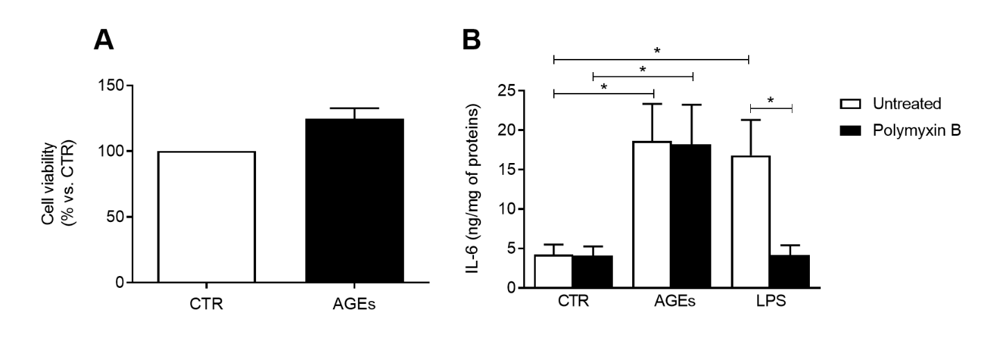 A
Cell viability
(% vs. CTR)
150
100
50
0
CTR
AGEs
B
IL-6 (ng/mg of proteins)
25
20
15
10
5
0
*
*
*
*
CTR
AGEs
LPS
Untreated
Polymyxin B